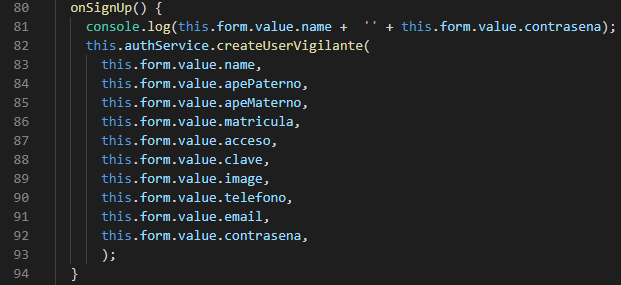 80 onSignUp() {
81 console.log(this.form.value.name + '' + this.form.value.contrasena);
82 this.authService.createUserVigilante(
83 this.form.value.name,
84 this.form.value.apePaterno,
85 this.form.value.apeMaterno,
86 this.form.value.matricula,
87 this.form.value.acceso,
88 this.form.value.clave,
89 this.form.value.image,
90 this.form.value.telefono,
91 this.form.value.email,
92 this.form.value.contrasena,
93 );
94 }